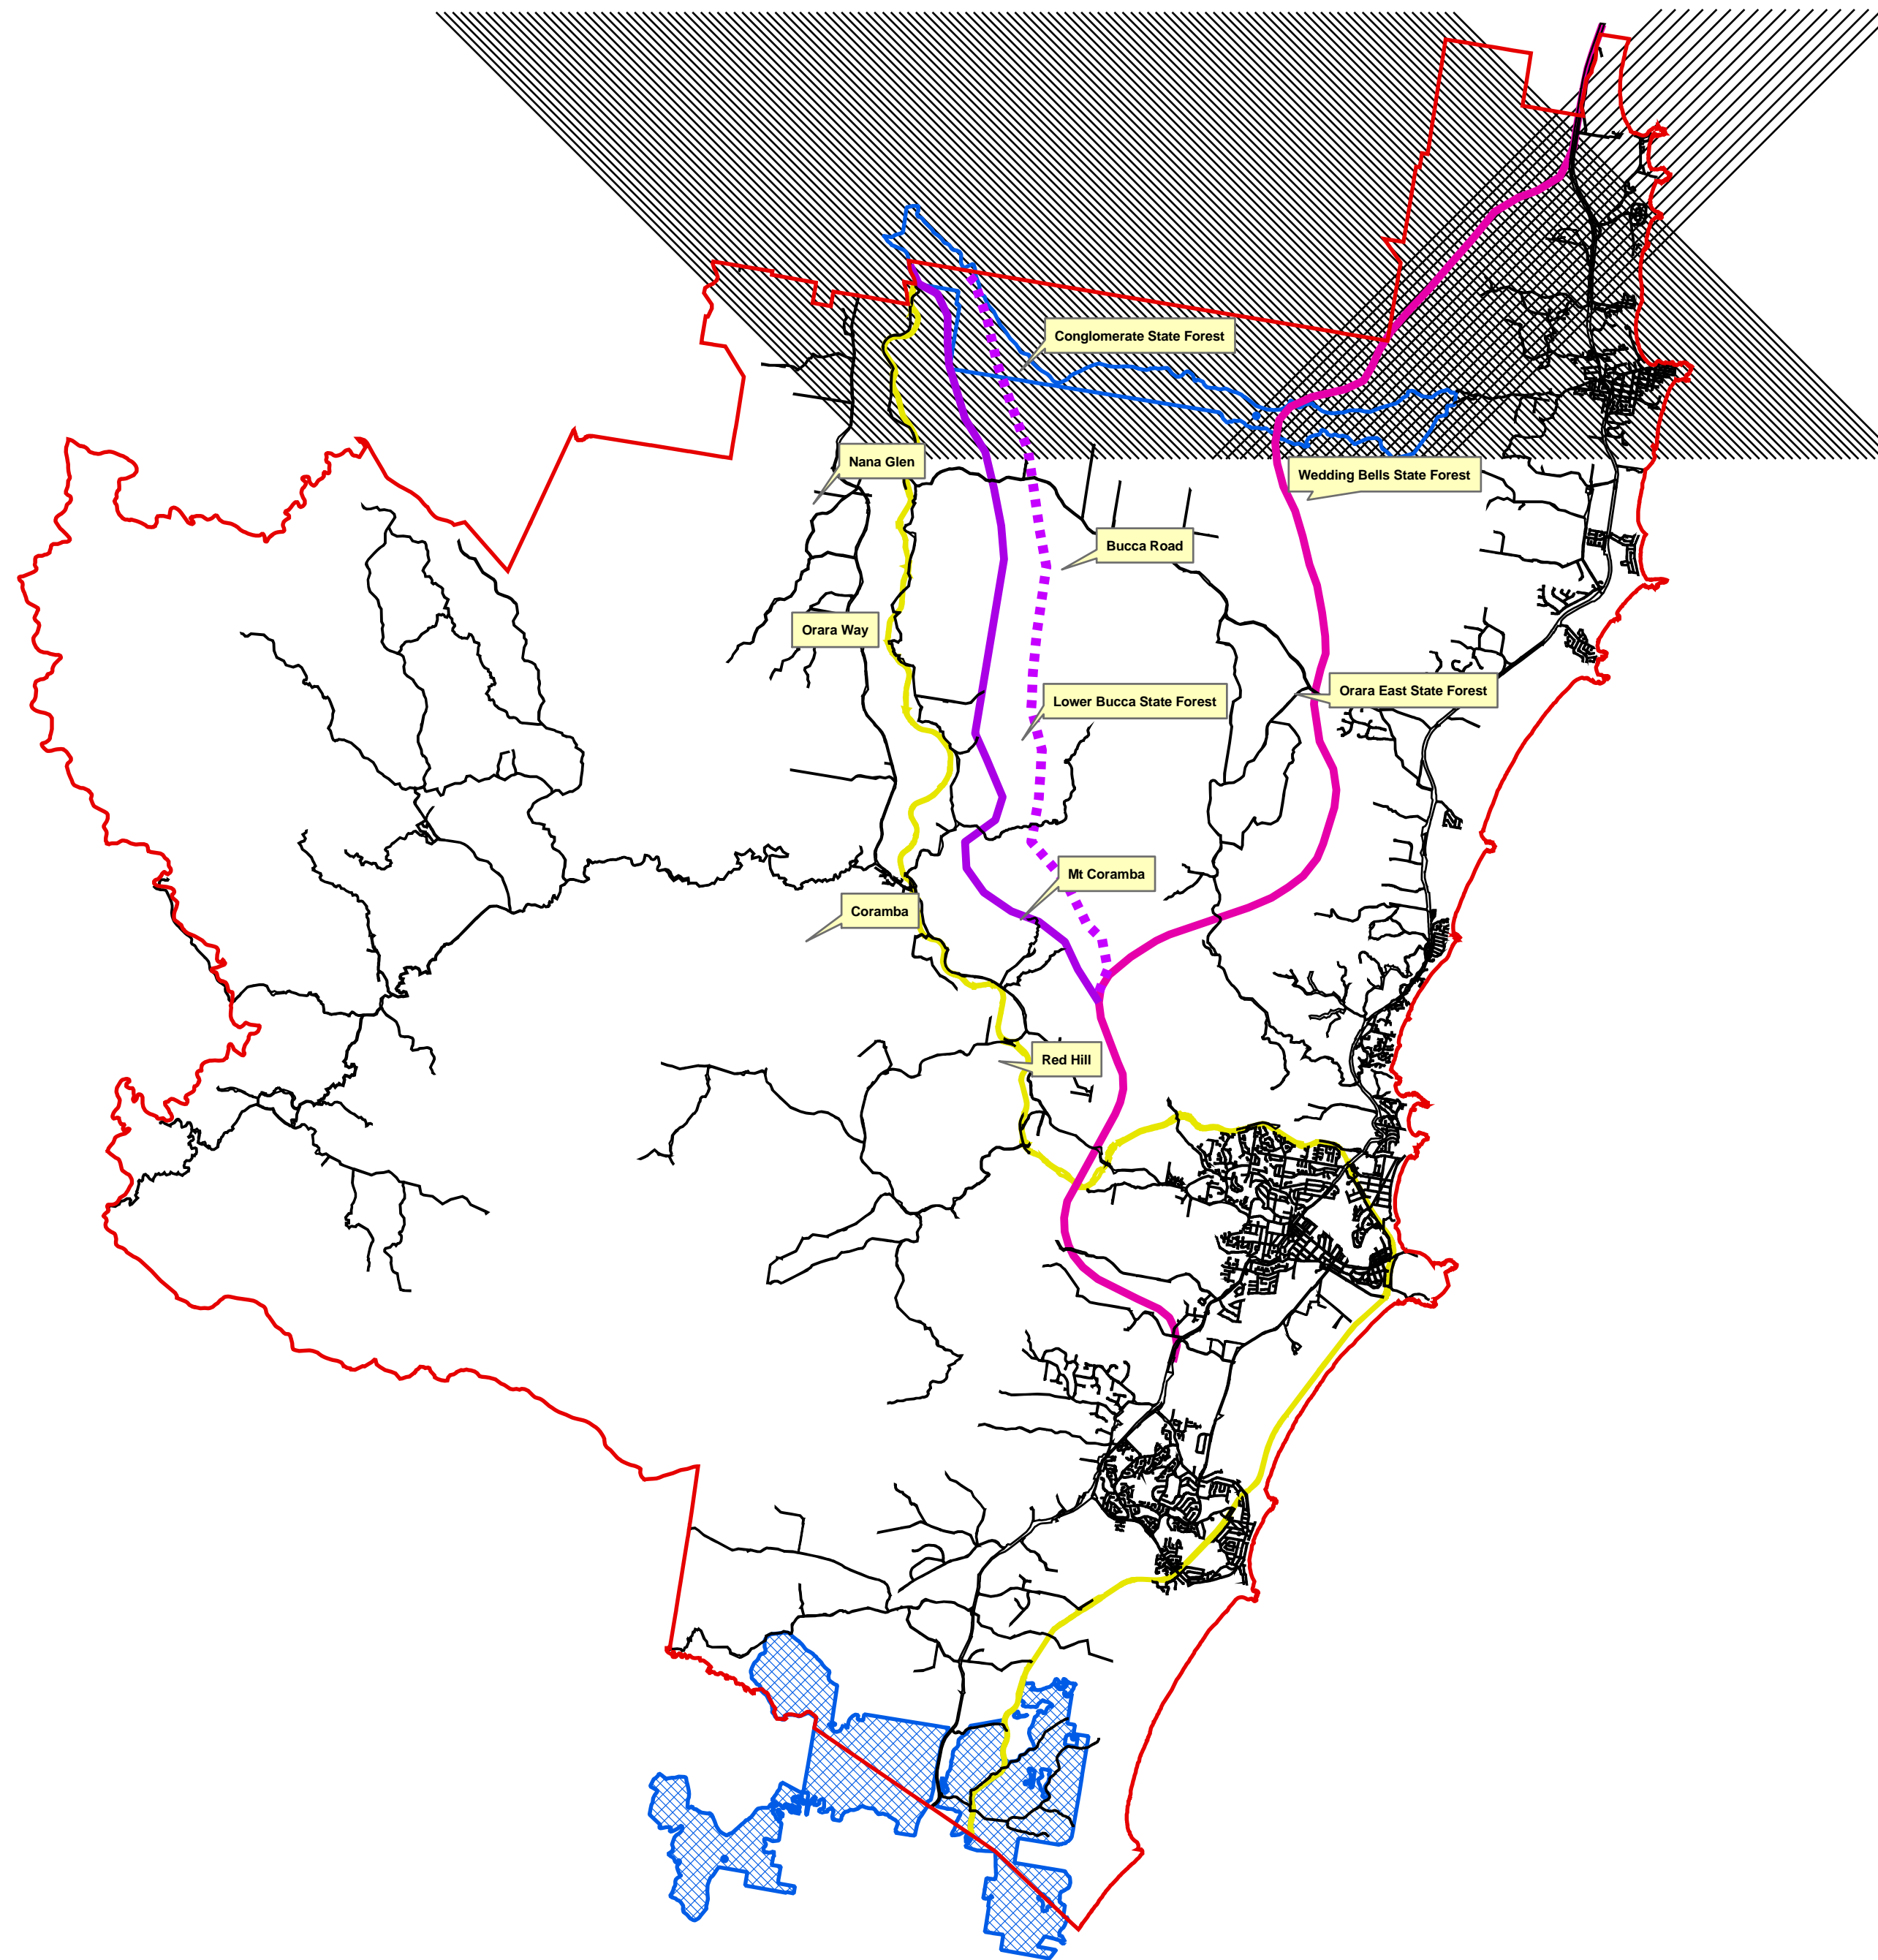 Conglomerate State Forest
Nana Glen
Wedding Bells State Forest
Bucca Road
Orara Way
Orara East State Forest
Lower Bucca State Forest
Mt Coramba
Coramba
Red Hill